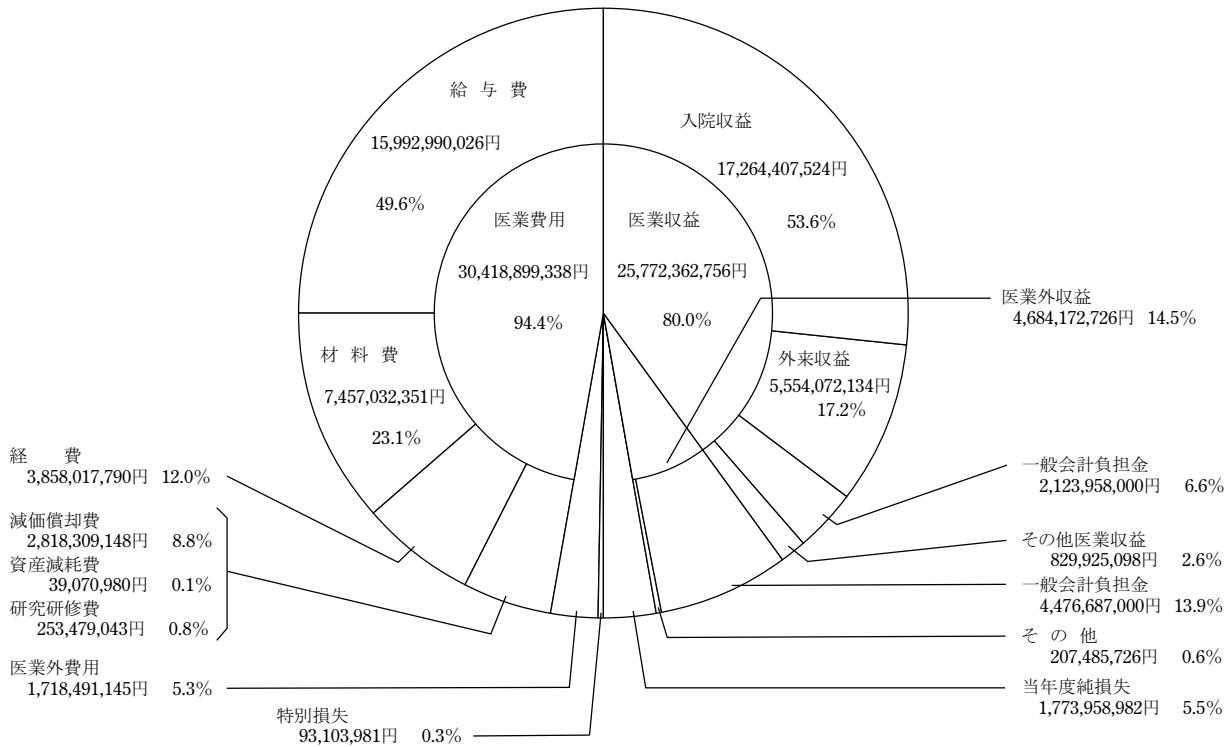 給 与 費
15,992,990,026円
49.6%
入院収益
17,264,407,524円
53.6%
医業費用
30,418,899,338円
94.4%
医業収益
25,772,362,756円
80.0%
医業外収益
4,684,172,726円 14.5%
材 料 費
7,457,032,351円
23.1%
外来収益
5,554,072,134円
17.2%
経 費
3,858,017,790円 12.0%
減価償却費
2,818,309,148円 8.8%
資産減耗費
39,070,980円 0.1%
研究研修費
253,479,043円 0.8%
医業外費用
1,718,491,145円 5.3%
特別損失
93,103,981円 0.3%
一般会計負担金
2,123,958,000円 6.6%
その他医業収益
829,925,098円 2.6%
一般会計負担金
4,476,687,000円 13.9%
そ の 他
207,485,726円 0.6%
当年度純損失
1,773,958,982円 5.5%